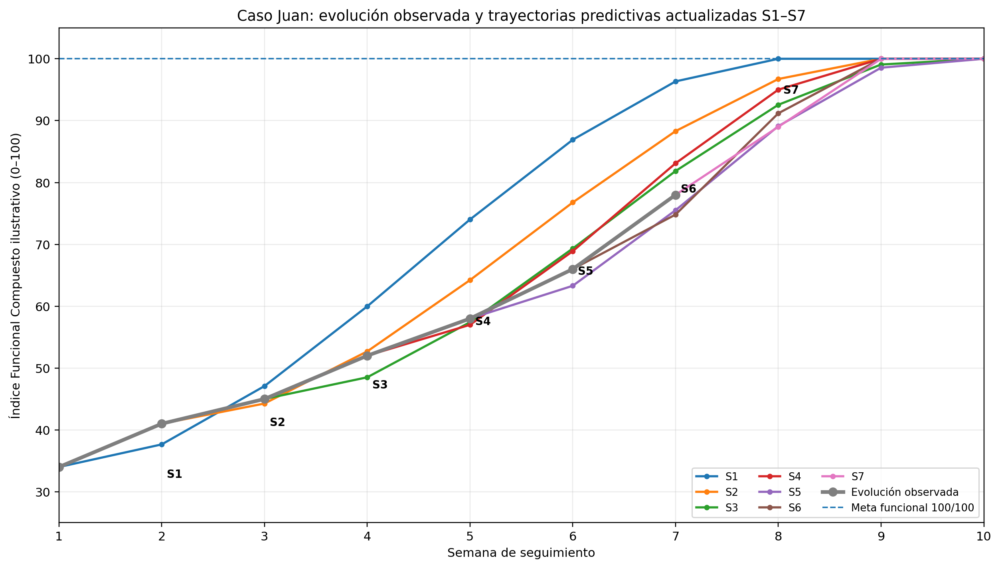 Caso Juan: evolución observada y trayectorias predictivas actualizadas S1–S7
Índice Funcional Compuesto ilustrativo (0–100)
100
90
80
70
60
50
40
30
S7
S6
S5
S4
S3
S2
S1
S1
S2
S3
S4
S5
S6
S7
Evolución observada
Meta funcional 100/100
1 2 3 4 5 6 7 8 9 10
Semana de seguimiento